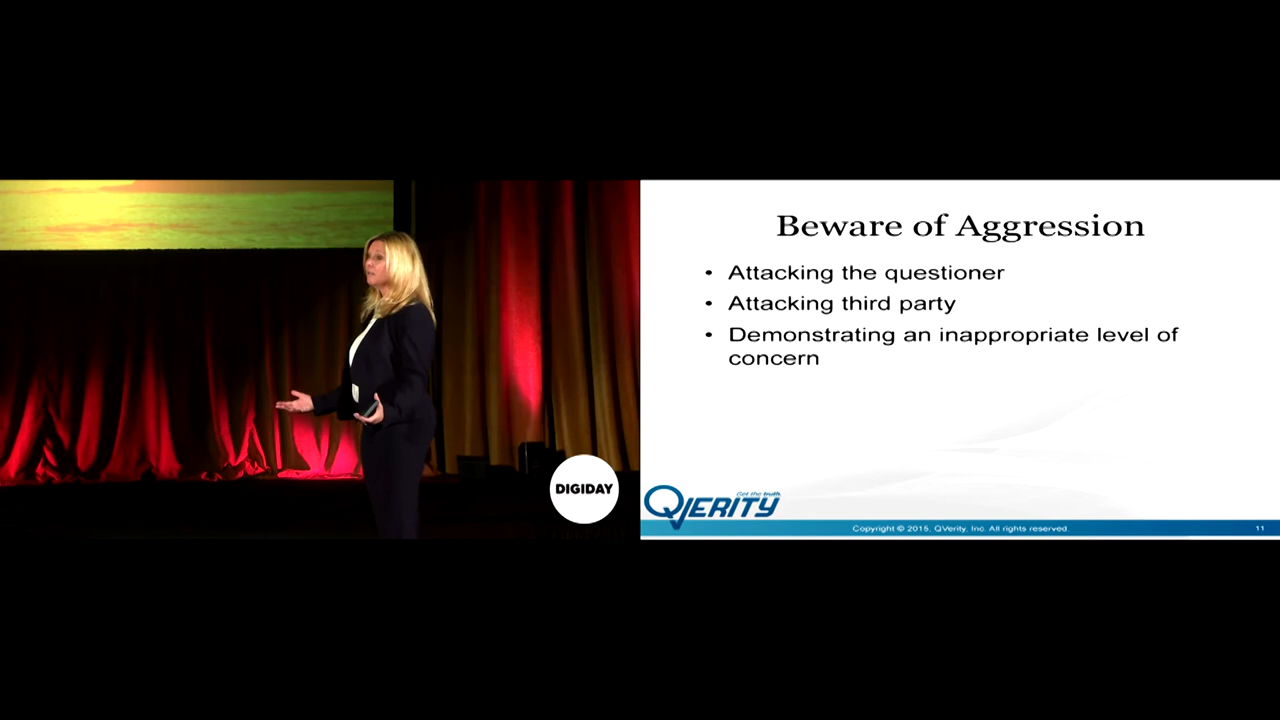 DIGIDAY
Beware of Aggression
• Attacking the questioner
• Attacking third party
• Demonstrating an inappropriate level of
concern
Get the truth.
QVERITY
Copyright © 2015, QVerity, Inc. All rights reserved.
11